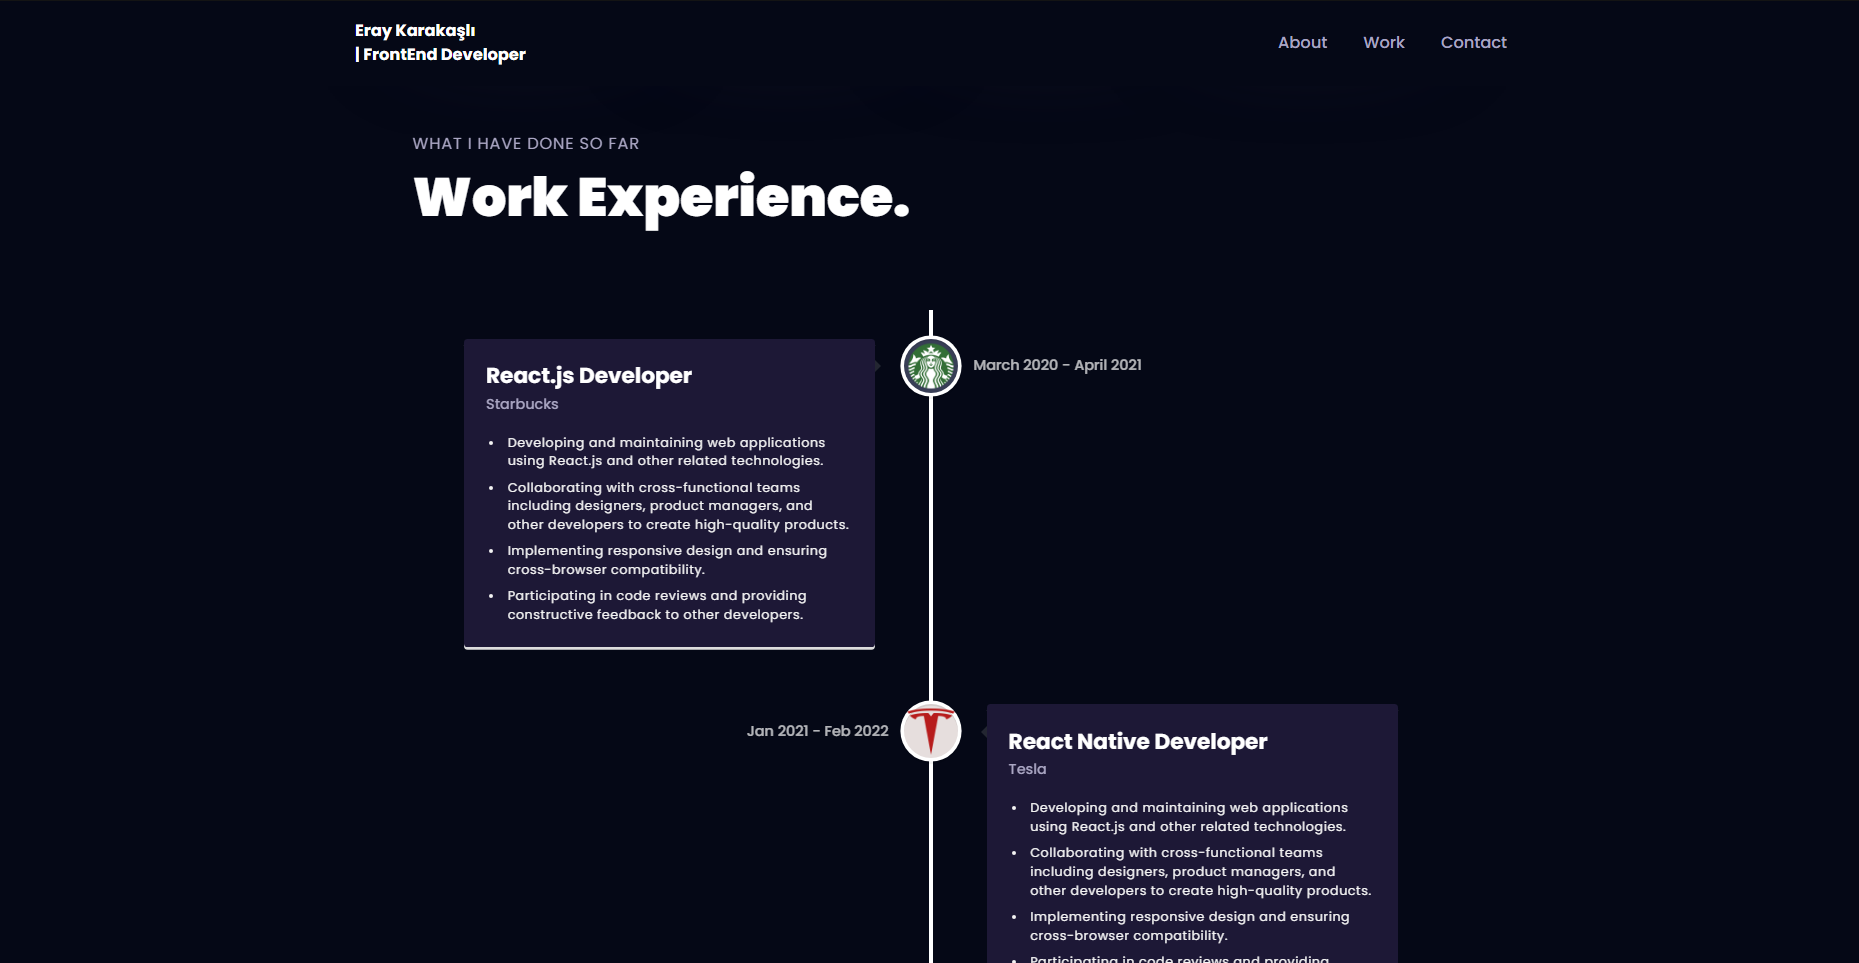 Eray Karakaşlı
| FrontEnd Developer
About
Work
Contact
WHAT I HAVE DONE SO FAR
Work Experience.
React.js Developer
Starbucks
• Developing and maintaining web applications
using React.js and other related technologies.
• Collaborating with cross-functional teams
including designers, product managers, and
other developers to create high-quality products.
• Implementing responsive design and ensuring
cross-browser compatibility.
• Participating in code reviews and providing
constructive feedback to other developers.
March 2020 - April 2021
Jan 2021 - Feb 2022
React Native Developer
Tesla
• Developing and maintaining web applications
using React.js and other related technologies.
• Collaborating with cross-functional teams
including designers, product managers, and
other developers to create high-quality products.
• Implementing responsive design and ensuring
cross-browser compatibility.
• Participating in code reviews and providing